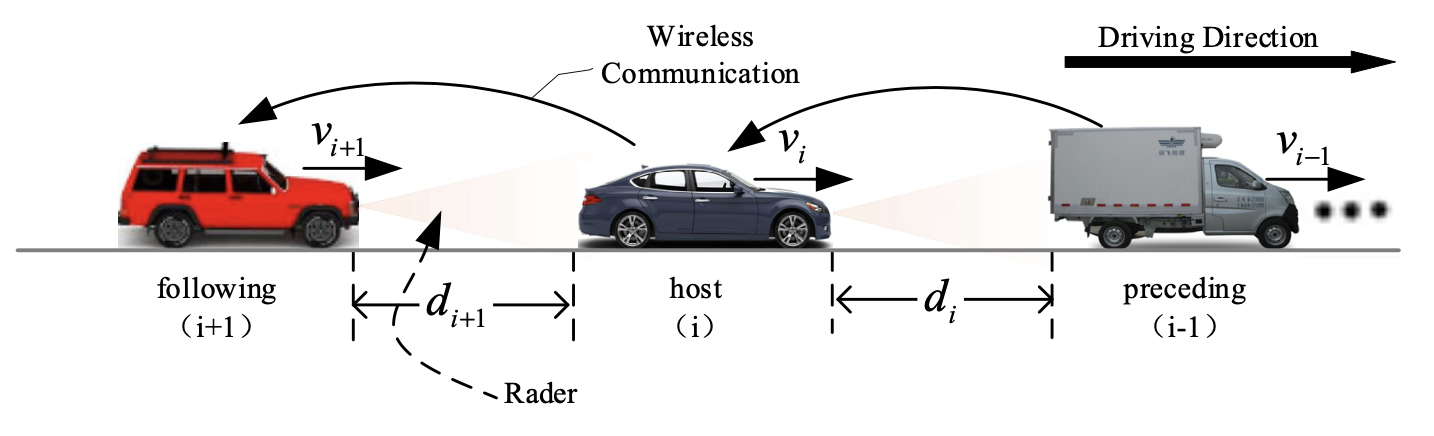 Wireless
Communication
Driving Direction
v_{i+1}
v_i
v_{i-1}
following
（i+1）
d_{i+1}
host
（i）
d_i
preceding
（i-1）
Rader